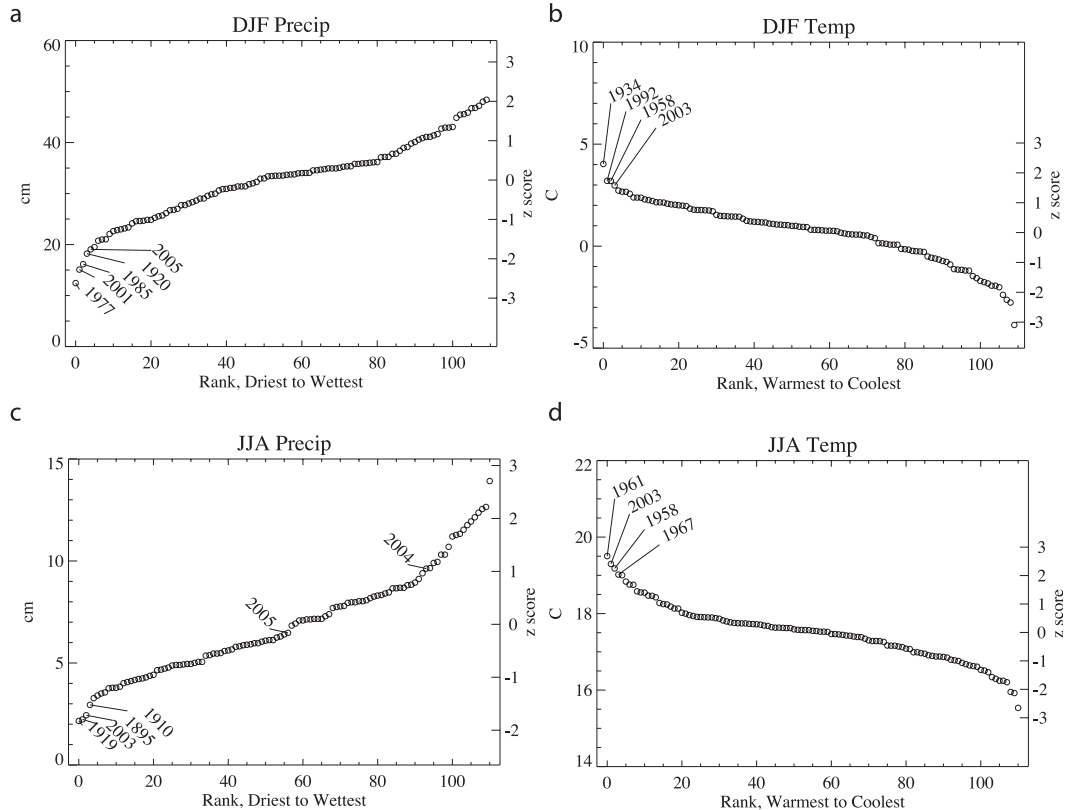 a
DJF Precip
60
40
20
0
cm
3
2
1
0
-1
-2
-3
z score
2005
1920
1985
2001
1977
0 20 40 60 80 100
Rank, Driest to Wettest
b
DJF Temp
10
5
0
-5
C
3
2
1
0
-1
-2
-3
z score
1934
1992
1958
2003
0 20 40 60 80 100
Rank, Warmest to Coolest
c
JJA Precip
15
10
5
0
cm
3
2
1
0
-1
-2
z score
2004
2005
1910
1895
2003
1919
0 20 40 60 80 100
Rank, Driest to Wettest
d
JJA Temp
22
20
18
16
14
C
3
2
1
0
-1
-2
-3
z score
1961
2003
1958
1967
0 20 40 60 80 100
Rank, Warmest to Coolest